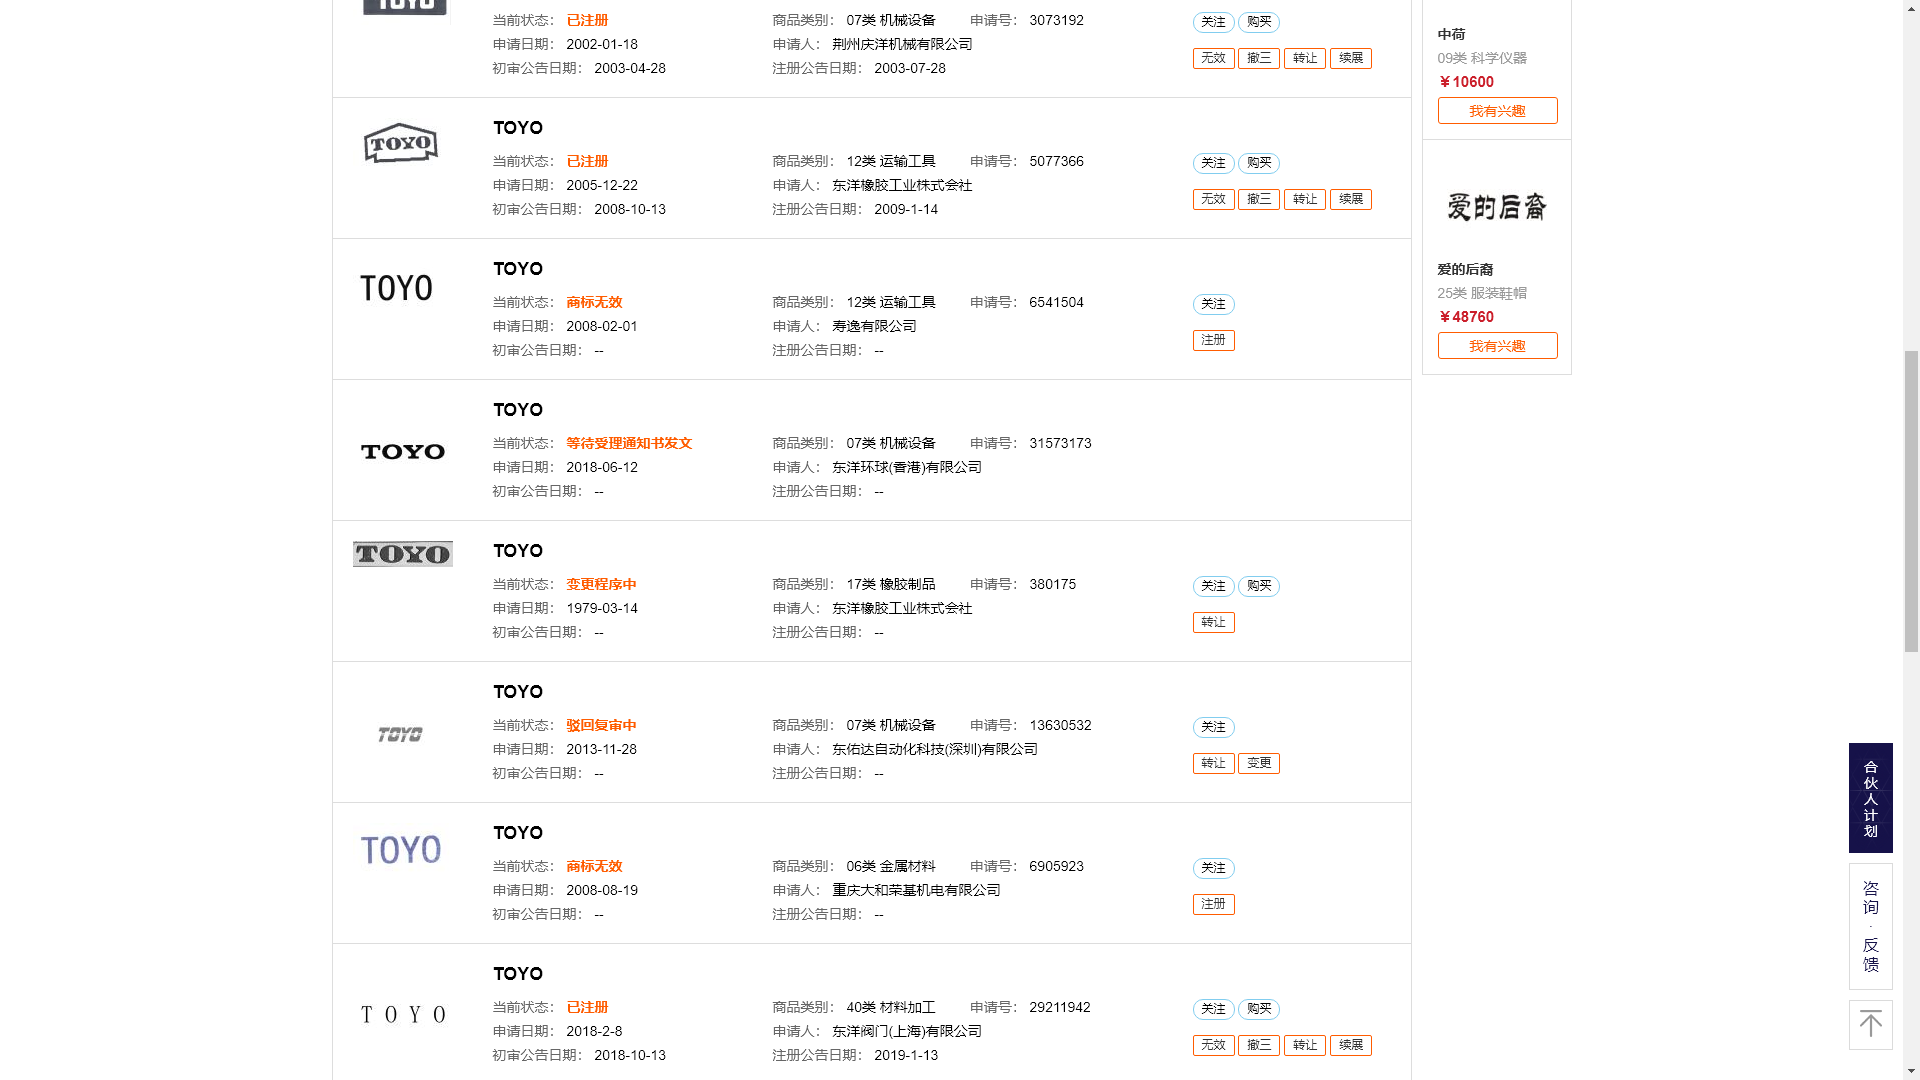 TOYO
当前状态： 已注册 商品类别： 07类 机械设备 申请号： 3073192 关注 购买
申请日期： 2002-01-18 申请人： 荆州庆洋机械有限公司
初审公告日期： 2003-04-28 注册公告日期： 2003-07-28 无效 撤三 转让 续展
TOYO
TOYO
当前状态： 已注册 商品类别： 12类 运输工具 申请号： 5077366 关注 购买
申请日期： 2005-12-22 申请人： 东洋橡胶工业株式会社
初审公告日期： 2008-10-13 注册公告日期： 2009-1-14 无效 撤三 转让 续展
TOYO
TOYO
当前状态： 商标无效 商品类别： 12类 运输工具 申请号： 6541504 关注
申请日期： 2008-02-01 申请人： 寿逸有限公司
初审公告日期： -- 注册公告日期： -- 注册
TOYO
TOYO
当前状态： 等待受理通知书发文 商品类别： 07类 机械设备 申请号： 31573173
申请日期： 2018-06-12 申请人： 东洋环球(香港)有限公司
初审公告日期： -- 注册公告日期： --
TOYO
TOYO
当前状态： 变更程序中 商品类别： 17类 橡胶制品 申请号： 380175 关注 购买
申请日期： 1979-03-14 申请人： 东洋橡胶工业株式会社
初审公告日期： -- 注册公告日期： -- 转让
TOYO
TOYO
当前状态： 驳回复审中 商品类别： 07类 机械设备 申请号： 13630532 关注
申请日期： 2013-11-28 申请人： 东佑达自动化科技(深圳)有限公司
初审公告日期： -- 注册公告日期： -- 转让 变更
TOYO
TOYO
当前状态： 商标无效 商品类别： 06类 金属材料 申请号： 6905923 关注
申请日期： 2008-08-19 申请人： 重庆大和荣基机电有限公司
初审公告日期： -- 注册公告日期： -- 注册
TOYO
TOYO
当前状态： 已注册 商品类别： 40类 材料加工 申请号： 29211942 关注 购买
申请日期： 2018-2-8 申请人： 东洋阀门(上海)有限公司
初审公告日期： 2018-10-13 注册公告日期： 2019-1-13 无效 撤三 转让 续展
中荷
09类 科学仪器
￥10600
我有兴趣
爱的后裔
爱的后裔
25类 服装鞋帽
￥48760
我有兴趣
合伙人计划
咨询·反馈